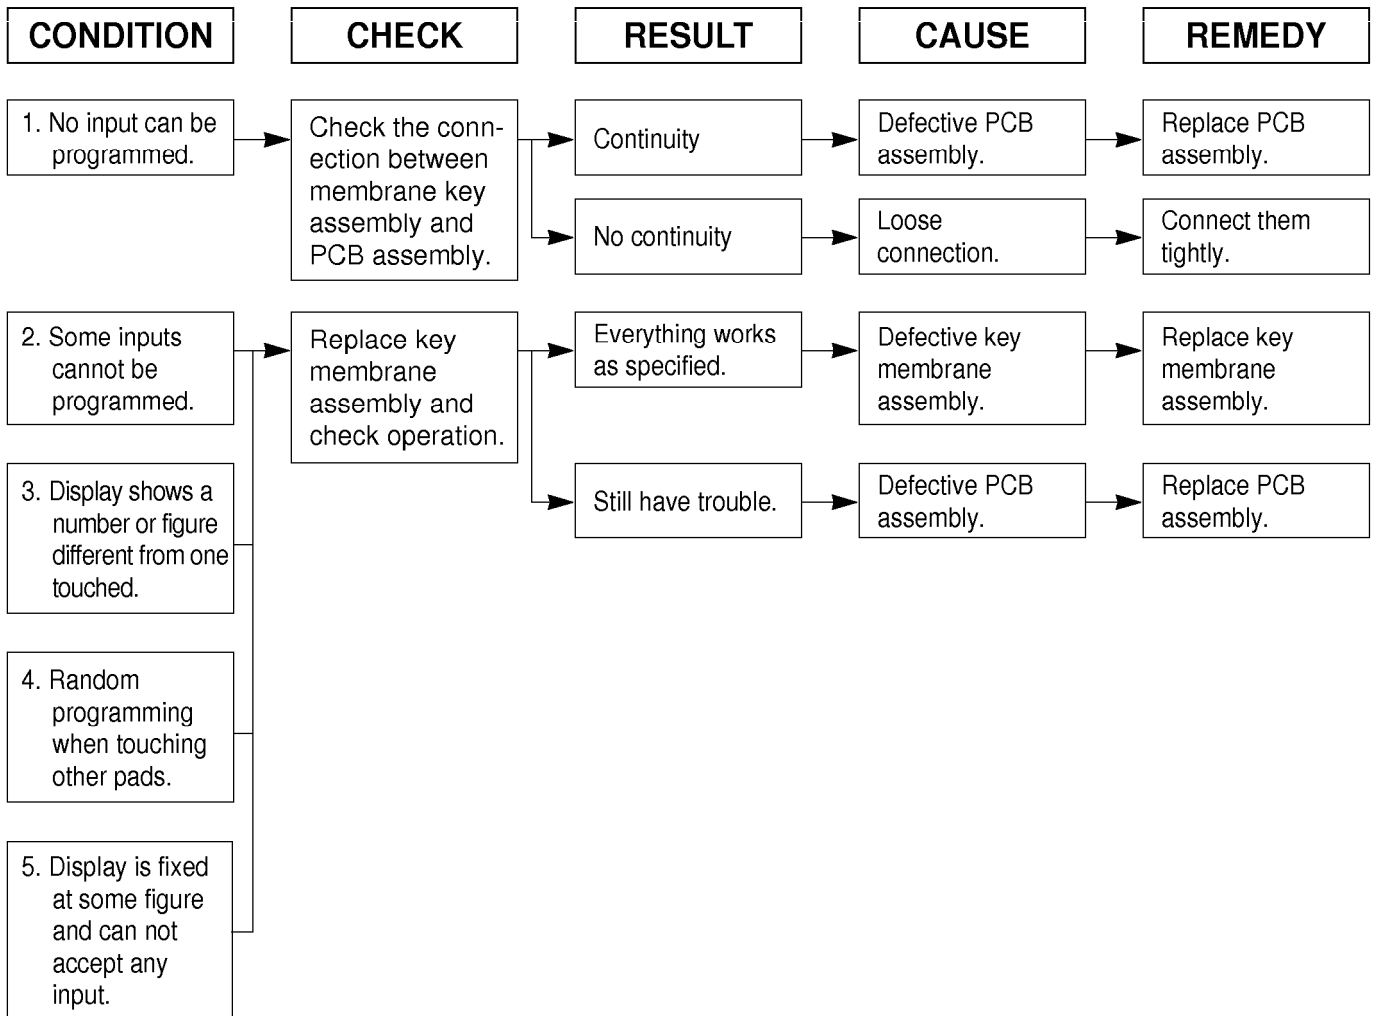 CONDITION
CHECK
RESULT
CAUSE
REMEDY
1. No input can be
programmed.
Check the conn-
ection between
membrane key
assembly and
PCB assembly.
Continuity
Defective PCB
assembly.
Replace PCB
assembly.
No continuity
Loose
connection.
Connect them
tightly.
2. Some inputs
cannot be
programmed.
Replace key
membrane
assembly and
check operation.
Everything works
as specified.
Defective key
membrane
assembly.
Replace key
membrane
assembly.
Still have trouble.
Defective PCB
assembly.
Replace PCB
assembly.
3. Display shows a
number or figure
different from one
touched.
4. Random
programming
when touching
other pads.
5. Display is fixed
at some figure
and can not
accept any
input.